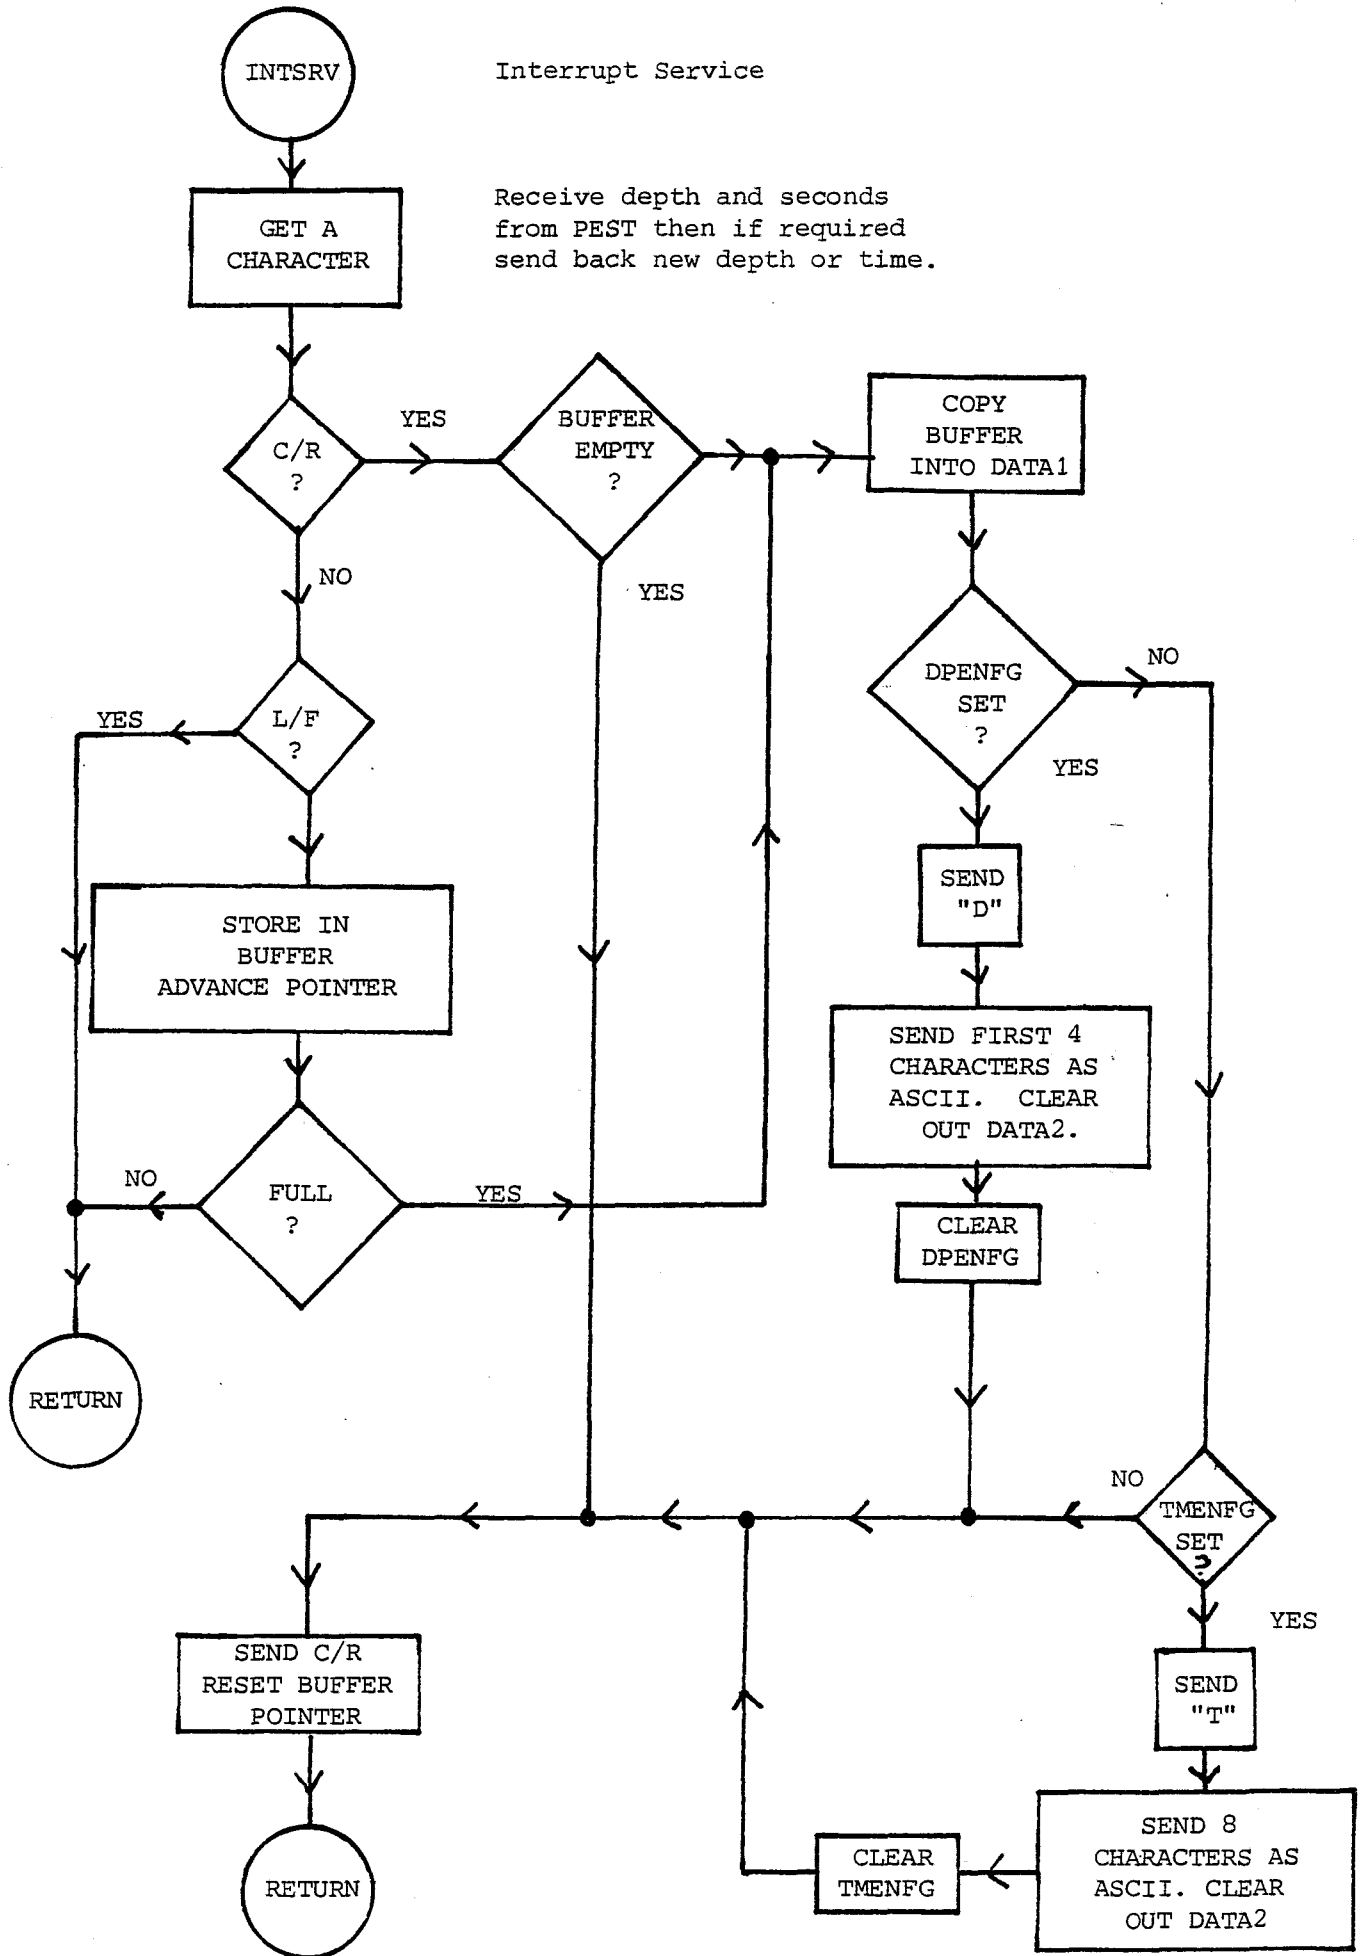 INTSRV
Interrupt Service
GET A
CHARACTER
Receive depth and seconds
from PEST then if required
send back new depth or time.
C/R
?
YES
BUFFER
EMPTY
?
COPY
BUFFER
INTO DATA1
NO
YES
L/F
?
YES
DPENFG
SET
?
NO
YES
SEND
"D"
STORE IN
BUFFER
ADVANCE POINTER
SEND FIRST 4
CHARACTERS AS
ASCII. CLEAR
OUT DATA2.
NO
FULL
?
YES
CLEAR
DPENFG
RETURN
NO
TMENFG
SET
?
YES
SEND C/R
RESET BUFFER
POINTER
SEND
"T"
RETURN
CLEAR
TMENFG
SEND 8
CHARACTERS AS
ASCII. CLEAR
OUT DATA2